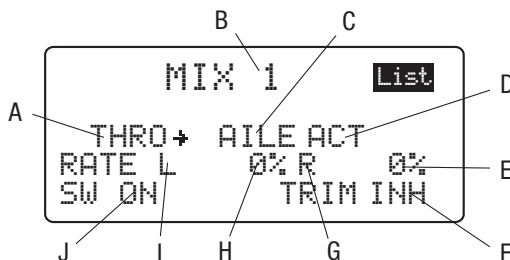 B C
MIX 1 List
D
A THRO→ AILE ACT
RATE L 0% R 0% E
SW ON TRIM INH
J I H G F